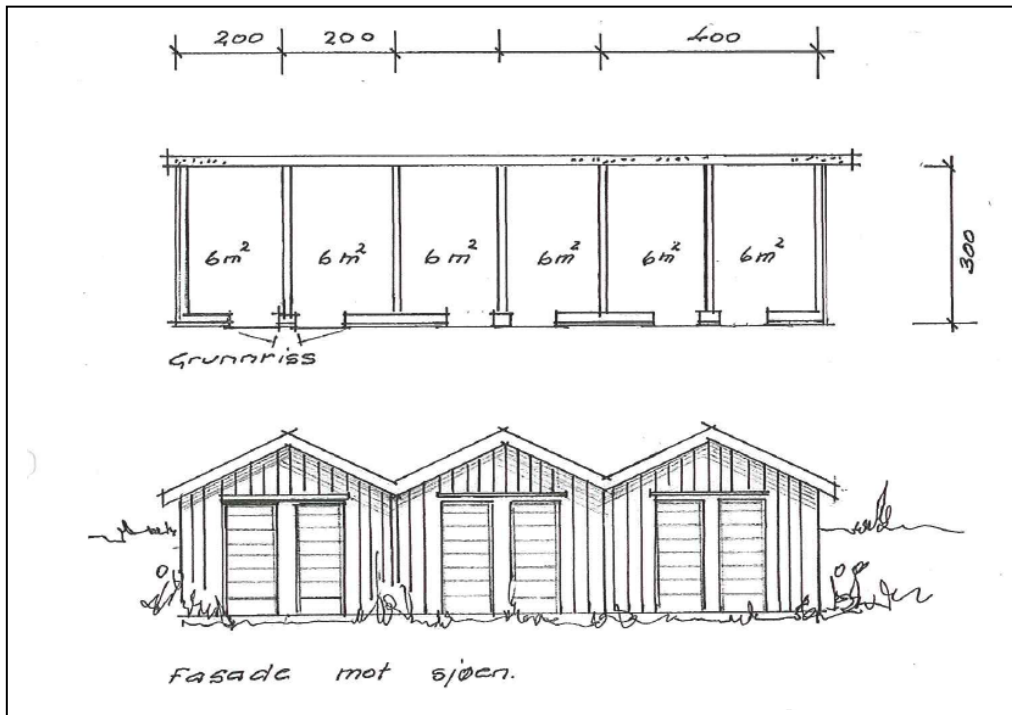 200 200 400
6m² 6m² 6m² 6m² 6m² 6m²
300
Grunnriss
Fasade mot sjøen.